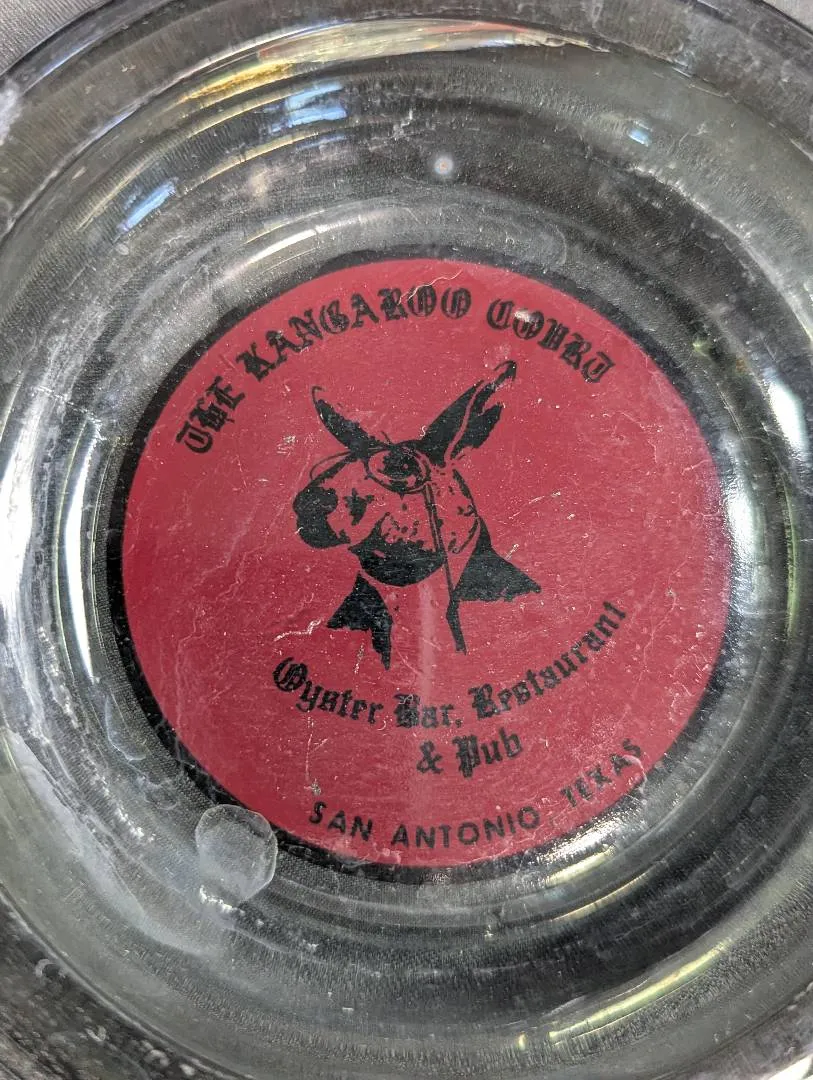 THE KANGAROO COURT
Oyster Bar, Restaurant
& Pub
SAN ANTONIO, TEXAS